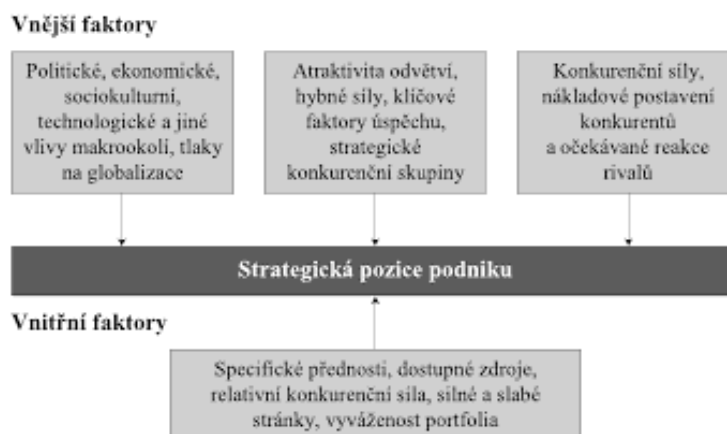 Vnější faktory
Politické, ekonomické,
sociokulturní,
technologické a jiné
vlivy makrookolí, tlaky
na globalizace
Atraktivita odvětví,
hybné síly, klíčové
faktory úspěchu,
strategické
konkurenční skupiny
Konkurenční síly,
nákladové postavení
konkurentů
a očekávané reakce
rivalů
Strategická pozice podniku
Vnitřní faktory
Specifické přednosti, dostupné zdroje,
relativní konkurenční síla, silné a slabé
stránky, vyváženost portfolia